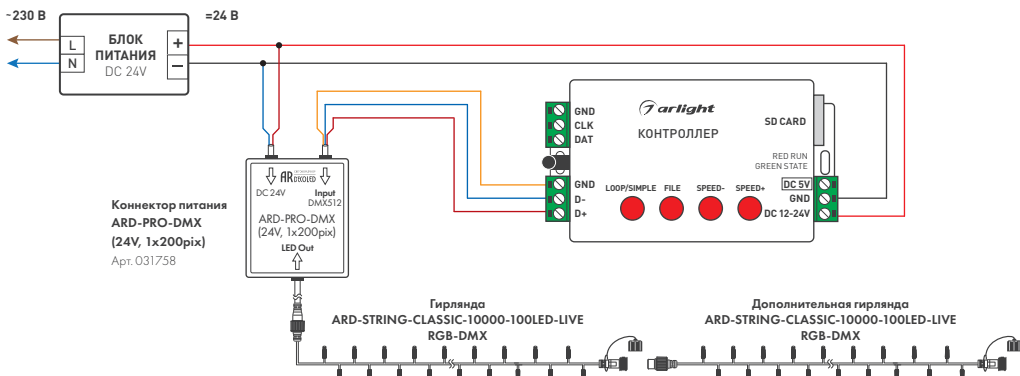 ~230 В
=24 В
L
N
БЛОК
ПИТАНИЯ
DC 24V
+
−
arlight
КОНТРОЛЛЕР
GND
CLK
DAT
SD CARD
RED RUN
GREEN STATE
GND
D-
D+
LOOP/SIMPLE
FILE
SPEED-
SPEED+
DC 5V
GND
DC 12-24V
Коннектор питания
ARD-PRO-DMX
(24V, 1x200pix)
Арт. 031758
DC 24V
Input
DMX512
ARD-PRO-DMX
(24V, 1x200pix)
LED Out
Гирлянда
ARD-STRING-CLASSIC-10000-100LED-LIVE
RGB-DMX
Дополнительная гирлянда
ARD-STRING-CLASSIC-10000-100LED-LIVE
RGB-DMX